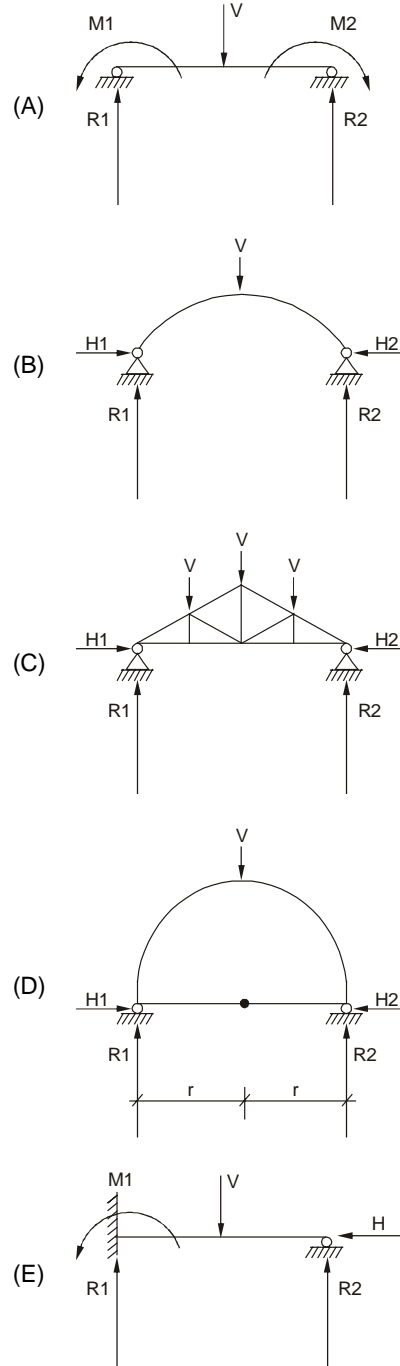 V
M1 M2
(A)
R1 R2
V
H1 H2
(B)
R1 R2
V
V V
H1 H2
(C)
R1 R2
V
(D)
H1 H2
R1 R2
r r
M1
V
H
(E)
R1 R2